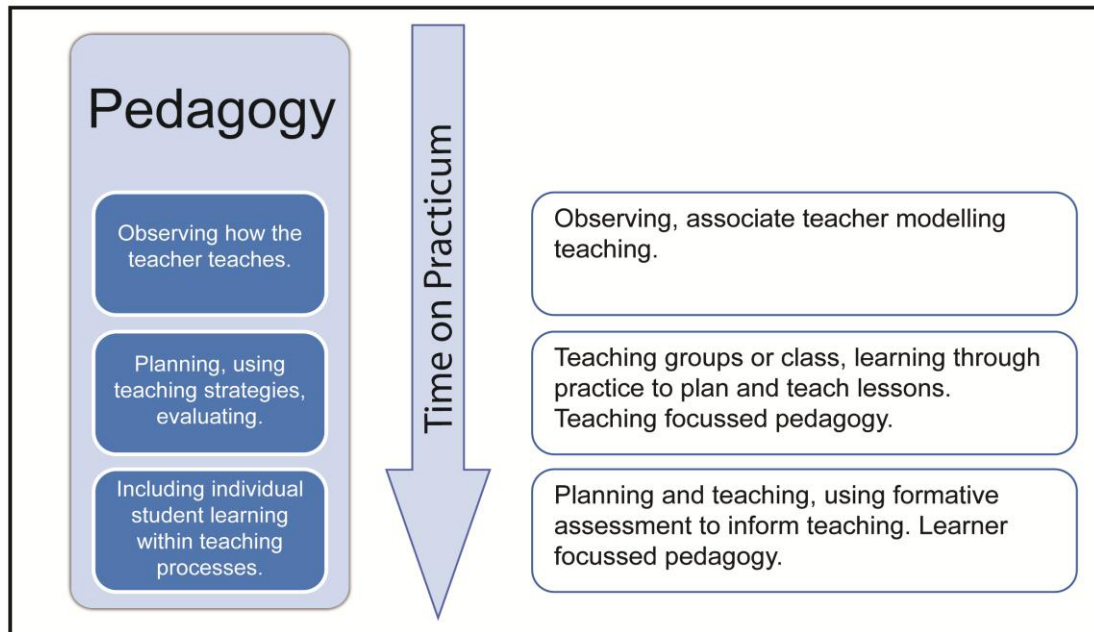 Pedagogy
Observing how the
teacher teaches.
Planning, using
teaching strategies,
evaluating.
Including individual
student learning
within teaching
processes.
Time on Practicum
Observing, associate teacher modelling
teaching.
Teaching groups or class, learning through
practice to plan and teach lessons.
Teaching focussed pedagogy.
Planning and teaching, using formative
assessment to inform teaching. Learner
focussed pedagogy.